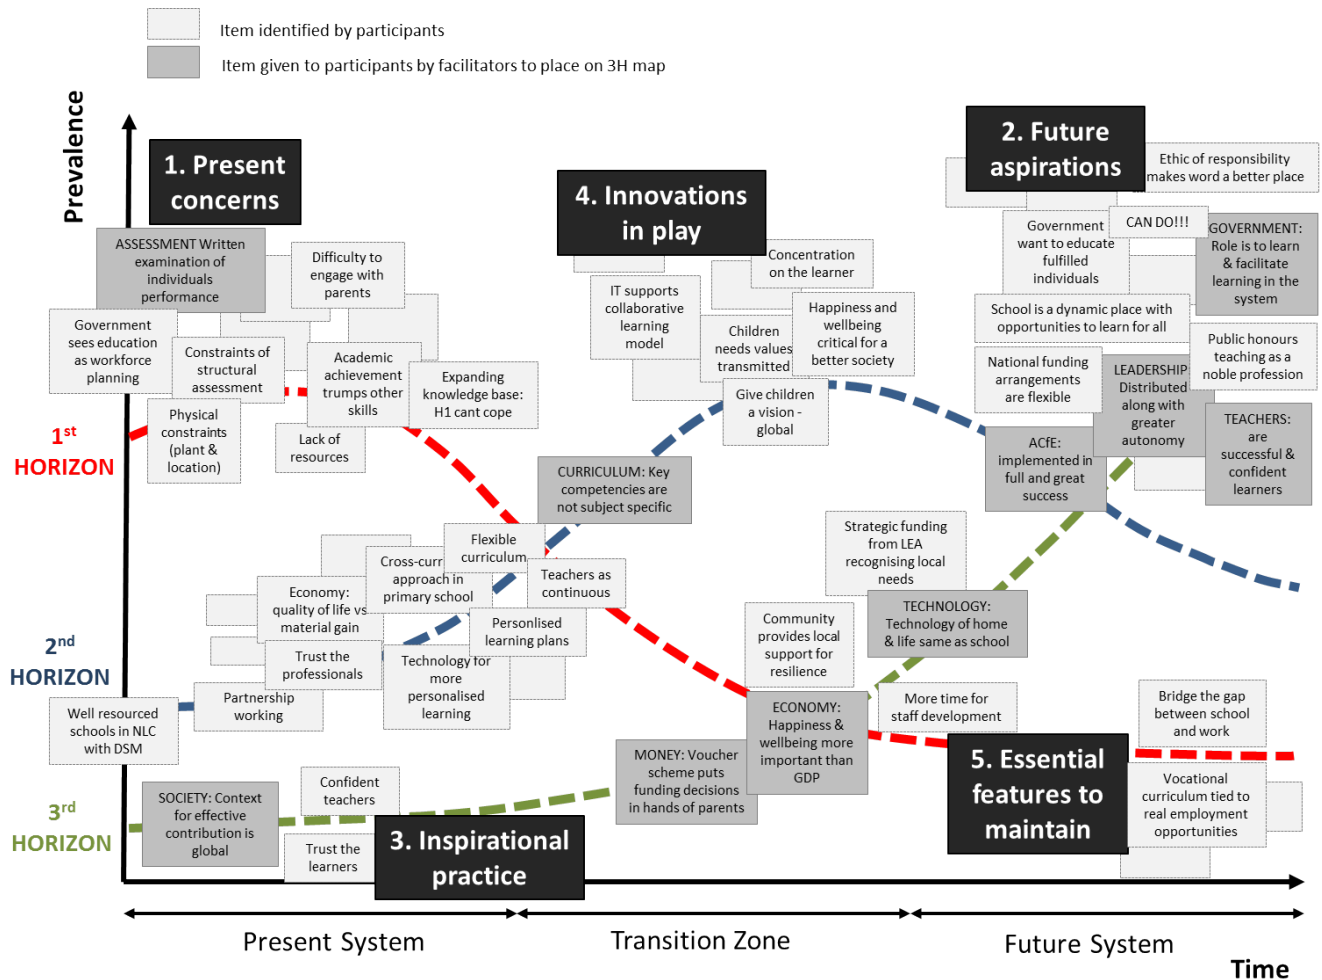 Item identified by participants
Item given to participants by facilitators to place on 3H map
Prevalence
1. Present
concerns
ASSESSMENT Written
examination of
individuals
performance
Difficulty to
engage with
parents
Government
sees education
as workforce
planning
Constraints of
structural
assessment
Academic
achievement
trumps other
skills
Expanding
knowledge base:
H1 cant cope
Physical
constraints
(plant &
location)
Lack of
resources
1st
HORIZON
4. Innovations
in play
Concentration
on the learner
IT supports
collaborative
learning
model
Children
needs values
transmitted
Happiness and
wellbeing
critical for a
better society
Give children
a vision -
global
2. Future
aspirations
Ethic of responsibility
makes word a better place
Government
want to educate
fulfilled
individuals
CAN DO!!!
GOVERNMENT:
Role is to learn
& facilitate
learning in the
system
School is a dynamic place with
opportunities to learn for all
Public honours
teaching as a
noble profession
National funding
arrangements
are flexible
LEADERSHIP:
Distributed
along with
greater
autonomy
TEACHERS:
are
successful &
confident
learners
ACfE:
implemented in
full and great
success
CURRICULUM: Key
competencies are
not subject specific
Flexible
curriculum
Cross-curr
approach in
primary school
Teachers as
continuous
Economy:
quality of life vs
material gain
Personlised
learning plans
Trust the
professionals
Technology for
more
personalised
learning
Partnership
working
2nd
HORIZON
Well resourced
schools in NLC
with DSM
Strategic funding
from LEA
recognising local
needs
TECHNOLOGY:
Technology of home
& life same as school
Community
provides local
support for
resilience
More time for
staff development
ECONOMY:
Happiness &
wellbeing more
important than
GDP
MONEY: Voucher
scheme puts
funding decisions
in hands of parents
Bridge the gap
between school
and work
5. Essential
features to
maintain
Vocational
curriculum tied to
real employment
opportunities
3rd
HORIZON
SOCIETY: Context
for effective
contribution is
global
Confident
teachers
Trust the
learners
3. Inspirational
practice
Present System
Transition Zone
Future System
Time